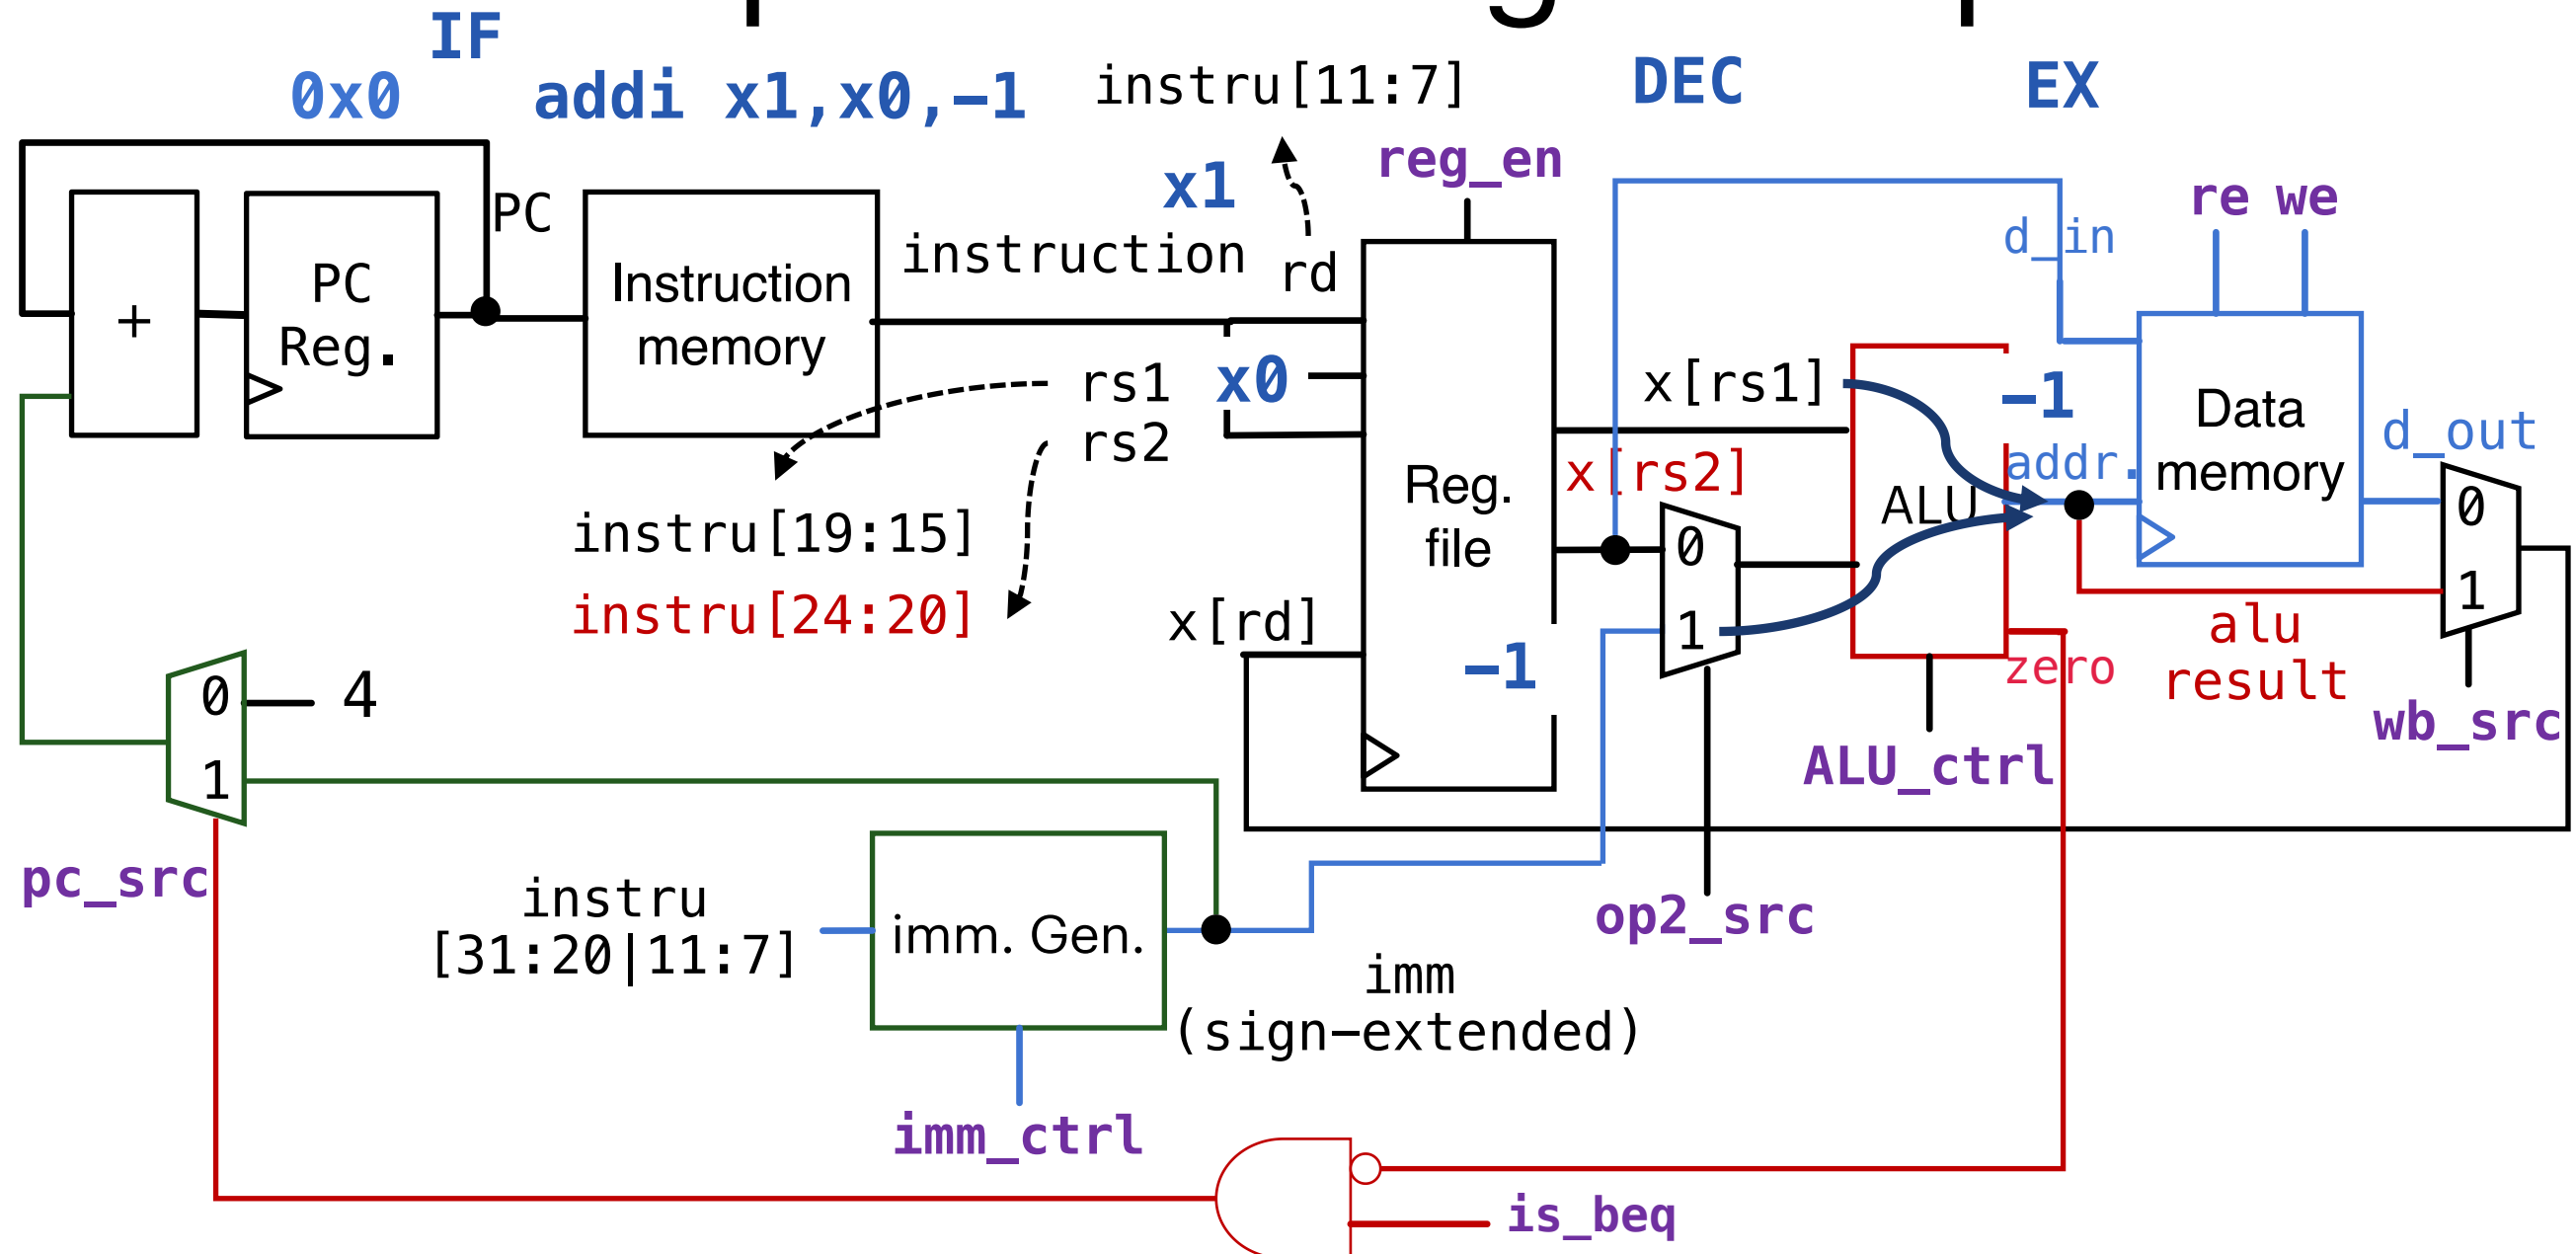 IF
0x0
addi x1,x0,−1
instru[11:7]
DEC
EX
x1
reg_en
re we
PC
instruction
rd
d_in
+
PC
Reg.
Instruction
memory
rs1
rs2
x0
x[rs1]
−1
Data
memory
d_out
x[rs2]
addr.
ALU
Reg.
file
0
1
0
1
instru[19:15]
instru[24:20]
x[rd]
−1
zero
alu
result
wb_src
0
1
4
ALU_ctrl
pc_src
instru
[31:20|11:7]
imm. Gen.
op2_src
imm
(sign−extended)
imm_ctrl
is_beq